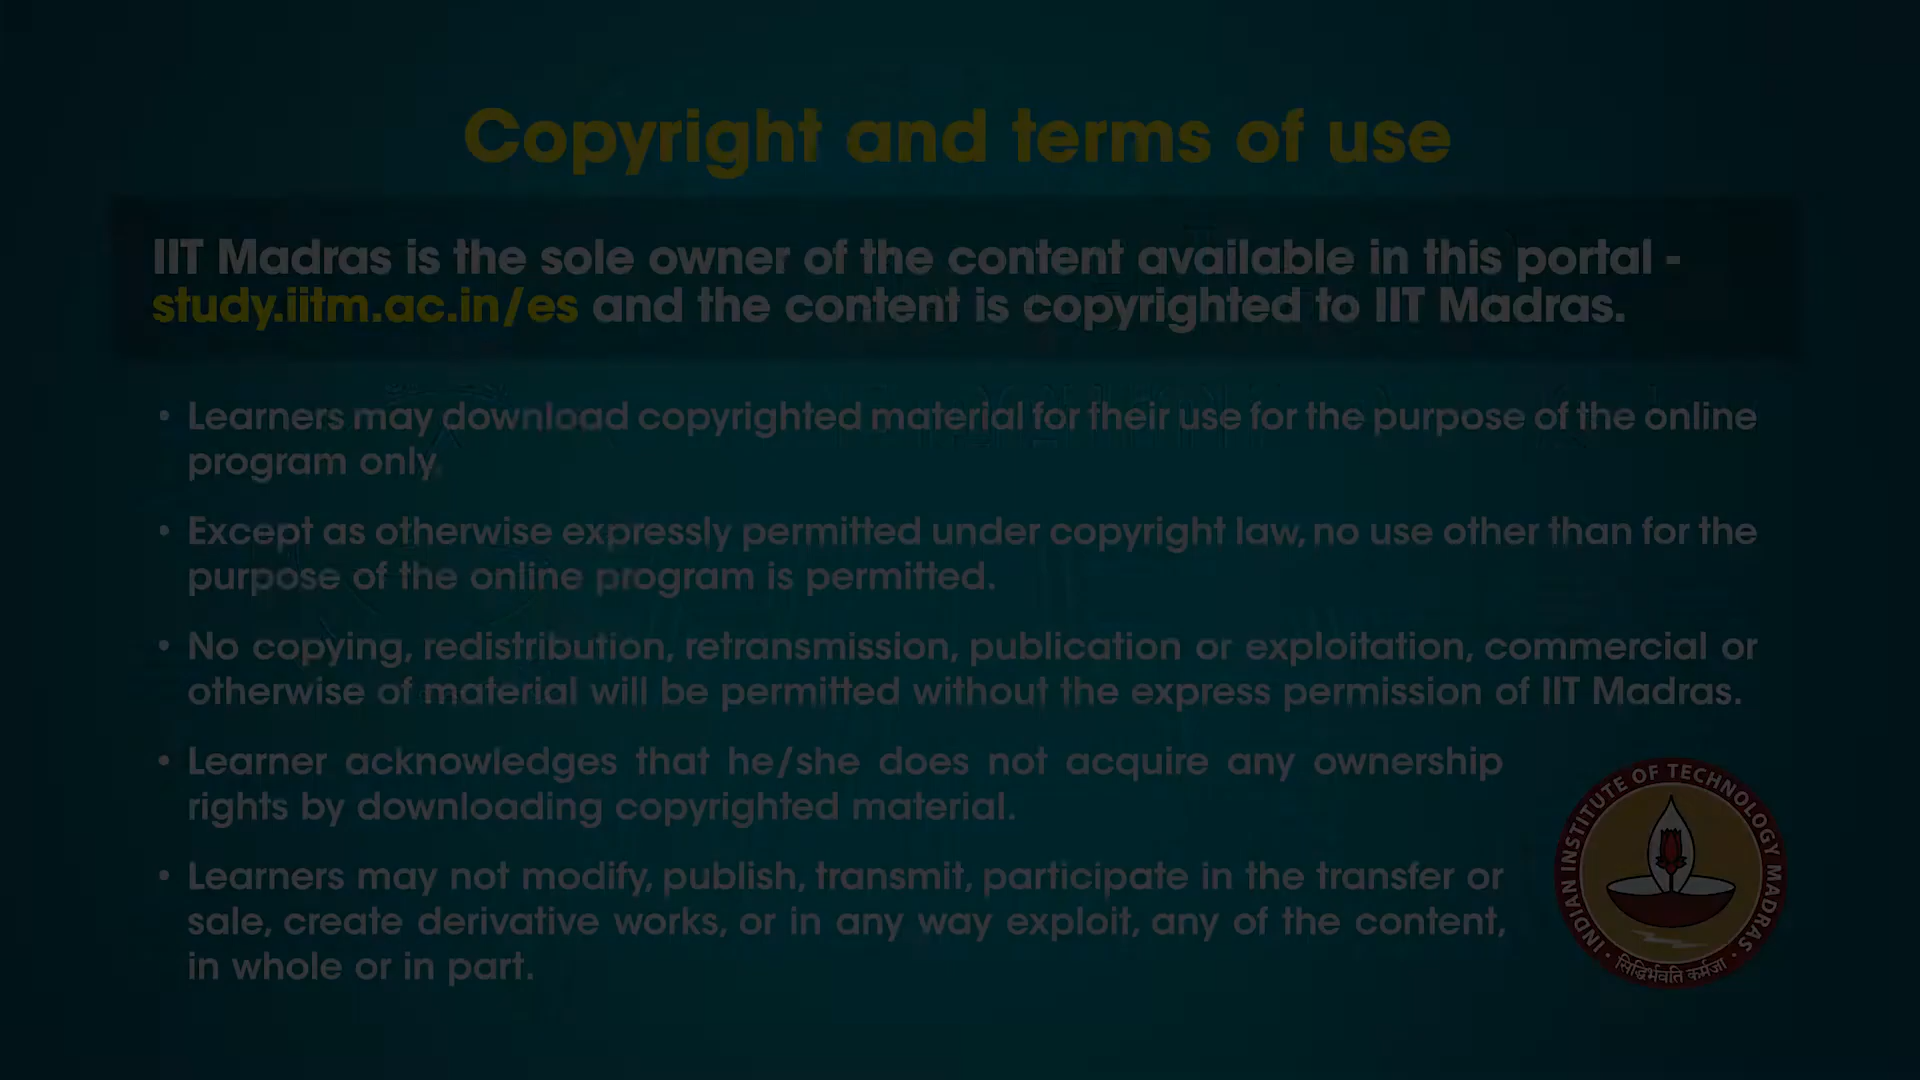 Copyright and terms of use
IIT Madras is the sole owner of the content available in this portal -
study.iitm.ac.in/es and the content is copyrighted to IIT Madras.
• Learners may download copyrighted material for their use for the purpose of the online
program only.
• Except as otherwise expressly permitted under copyright law, no use other than for the
purpose of the online program is permitted.
• No copying, redistribution, retransmission, publication or exploitation, commercial or
otherwise of material will be permitted without the express permission of IIT Madras.
• Learner acknowledges that he/she does not acquire any ownership
rights by downloading copyrighted material.
• Learners may not modify, publish, transmit, participate in the transfer or
sale, create derivative works, or in any way exploit, any of the content,
in whole or in part.
INDIAN INSTITUTE OF TECHNOLOGY MADRAS
सिद्धिर्भवति कर्मजा